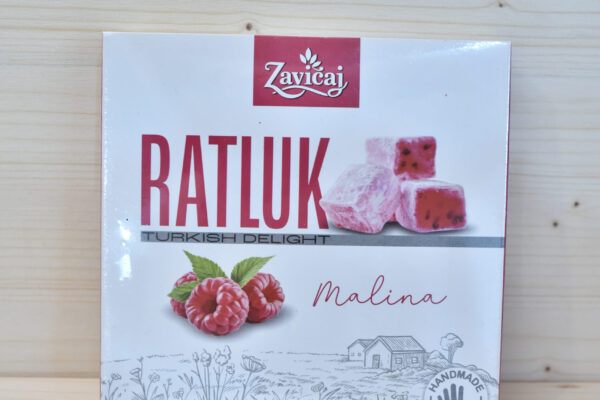 Zavičaj
RATLUK
TURKISH DELIGHT
Malina
HANDMADE